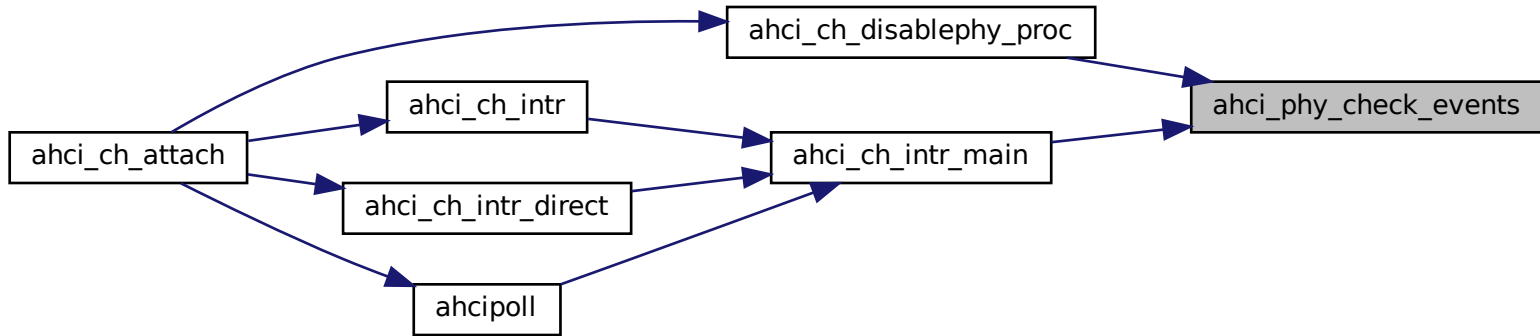 ahci_ch_disablephy_proc
ahci_ch_intr
ahci_phy_check_events
ahci_ch_attach
ahci_ch_intr_main
ahci_ch_intr_direct
ahcipoll